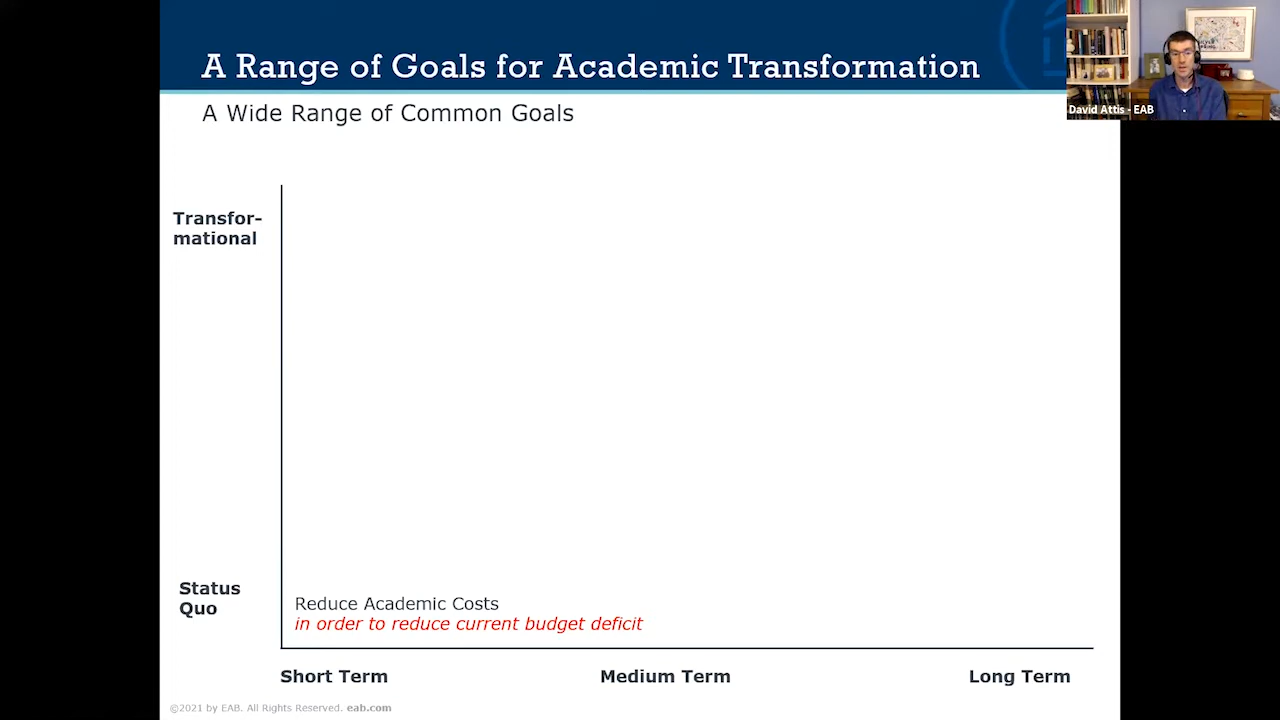 A Range of Goals for Academic Transformation
A Wide Range of Common Goals
David Attis - EAB
Transfor-
mational
Status
Quo
Reduce Academic Costs
in order to reduce current budget deficit
Short Term
Medium Term
Long Term
©2021 by EAB. All Rights Reserved. eab.com